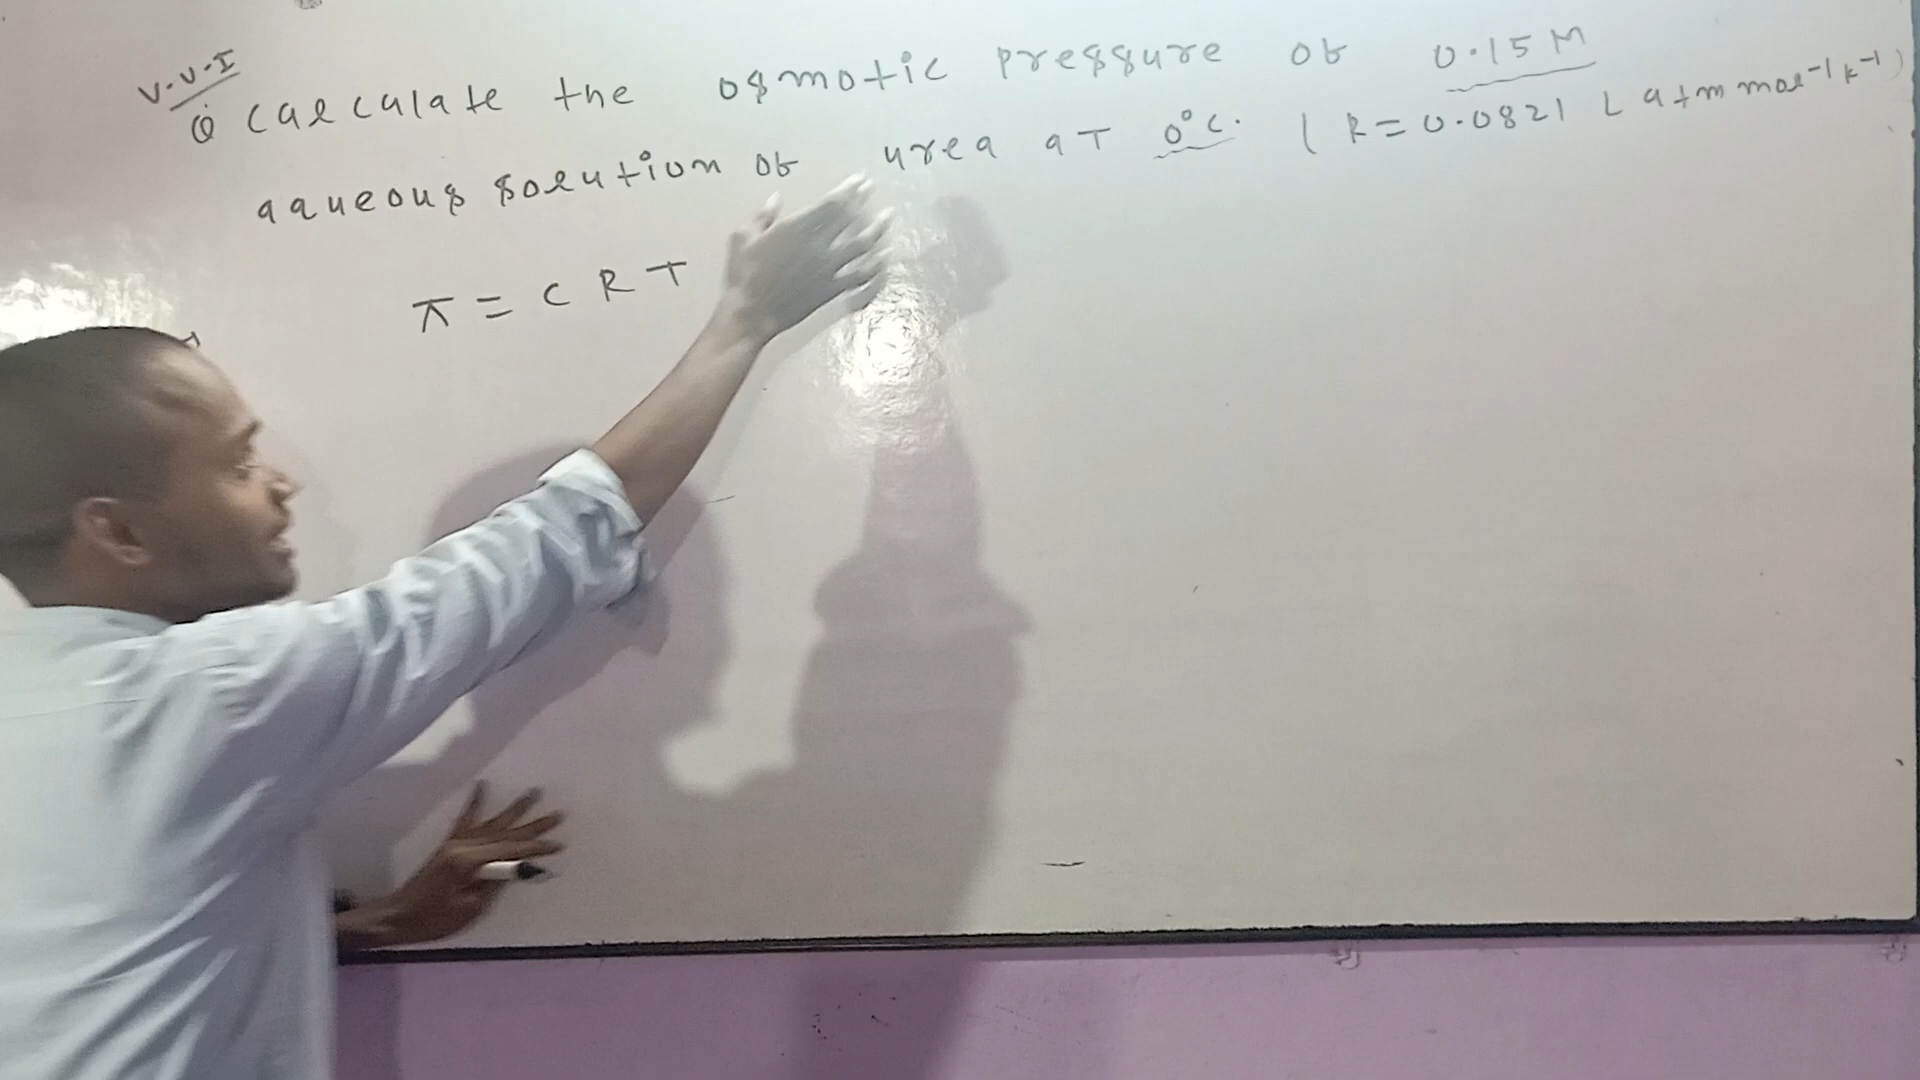 V.V.I
Q Calculate the osmotic pressure of 0.15 M
aqueous solution of urea at 0°C. ( R = 0.0821 L atm mol⁻¹ K⁻¹)
π = C R T